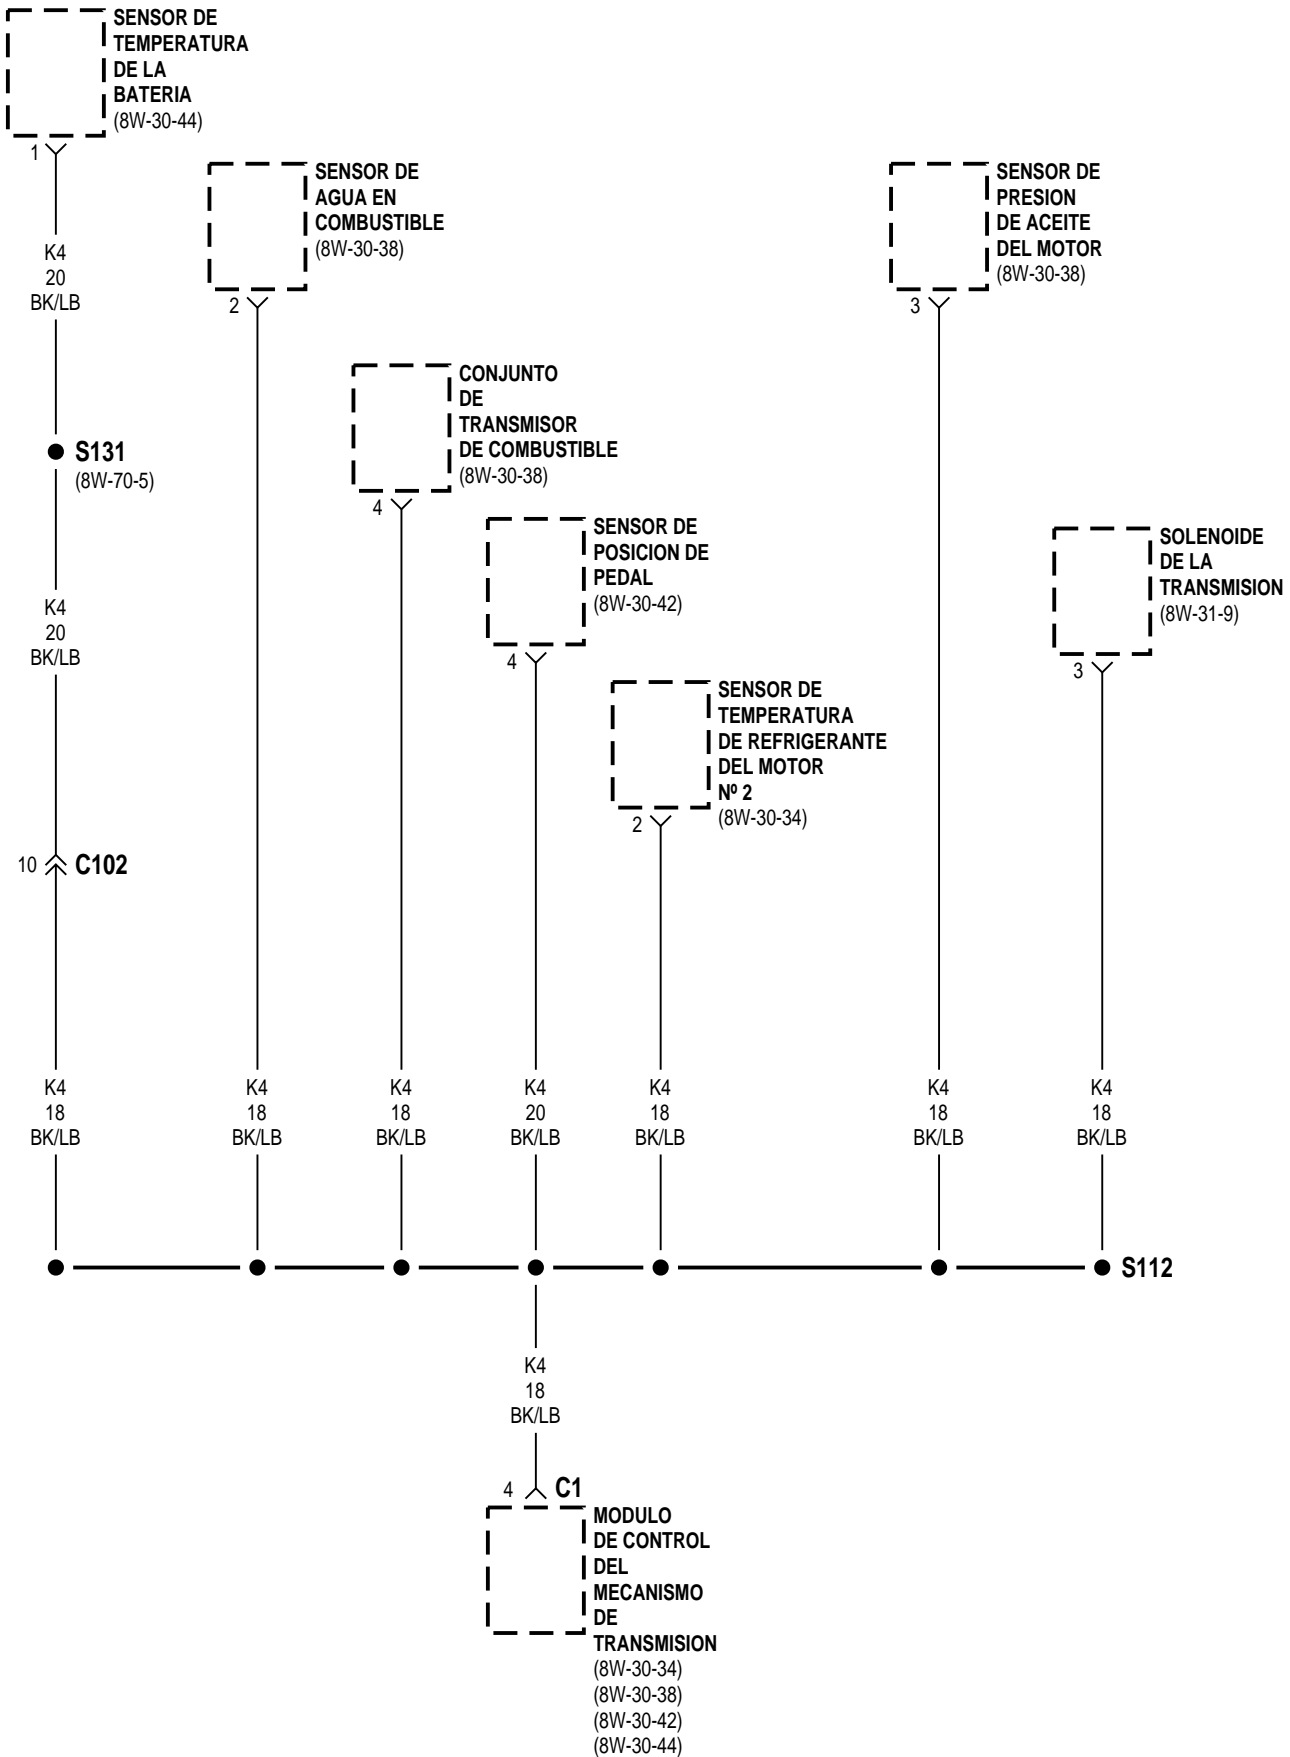 SENSOR DE
TEMPERATURA
DE LA
BATERIA
(8W-30-44)
1
SENSOR DE
AGUA EN
COMBUSTIBLE
(8W-30-38)
2
SENSOR DE
PRESION
DE ACEITE
DEL MOTOR
(8W-30-38)
3
K4
20
BK/LB
CONJUNTO
DE
TRANSMISOR
DE COMBUSTIBLE
(8W-30-38)
4
S131
(8W-70-5)
SENSOR DE
POSICION DE
PEDAL
(8W-30-42)
4
SOLENOIDE
DE LA
TRANSMISION
(8W-31-9)
3
K4
20
BK/LB
SENSOR DE
TEMPERATURA
DE REFRIGERANTE
DEL MOTOR
Nº 2
(8W-30-34)
2
10
C102
K4
18
BK/LB
K4
18
BK/LB
K4
18
BK/LB
K4
20
BK/LB
K4
18
BK/LB
K4
18
BK/LB
K4
18
BK/LB
S112
K4
18
BK/LB
4
C1
MODULO
DE CONTROL
DEL
MECANISMO
DE
TRANSMISION
(8W-30-34)
(8W-30-38)
(8W-30-42)
(8W-30-44)